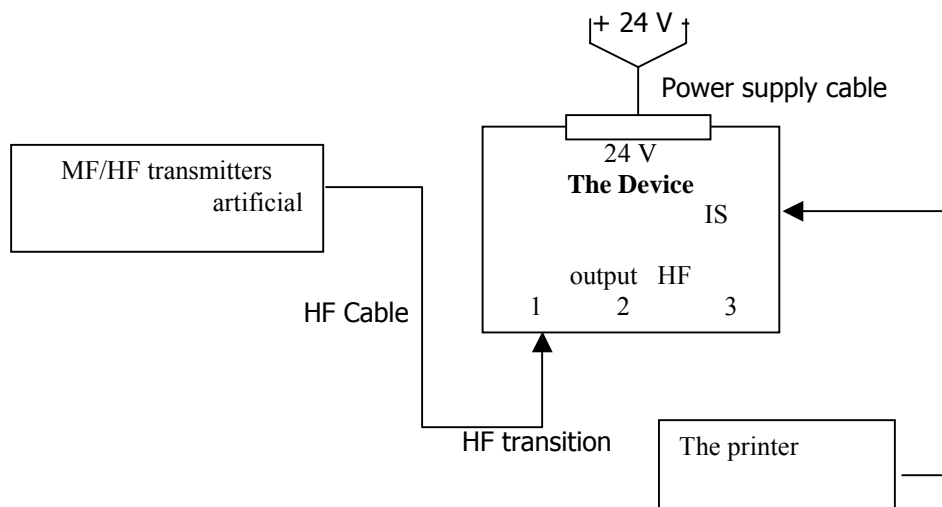 + 24 V -
Power supply cable
24 V
The Device
IS
output HF
1 2 3
MF/HF transmitters
artificial
HF Cable
HF transition
The printer